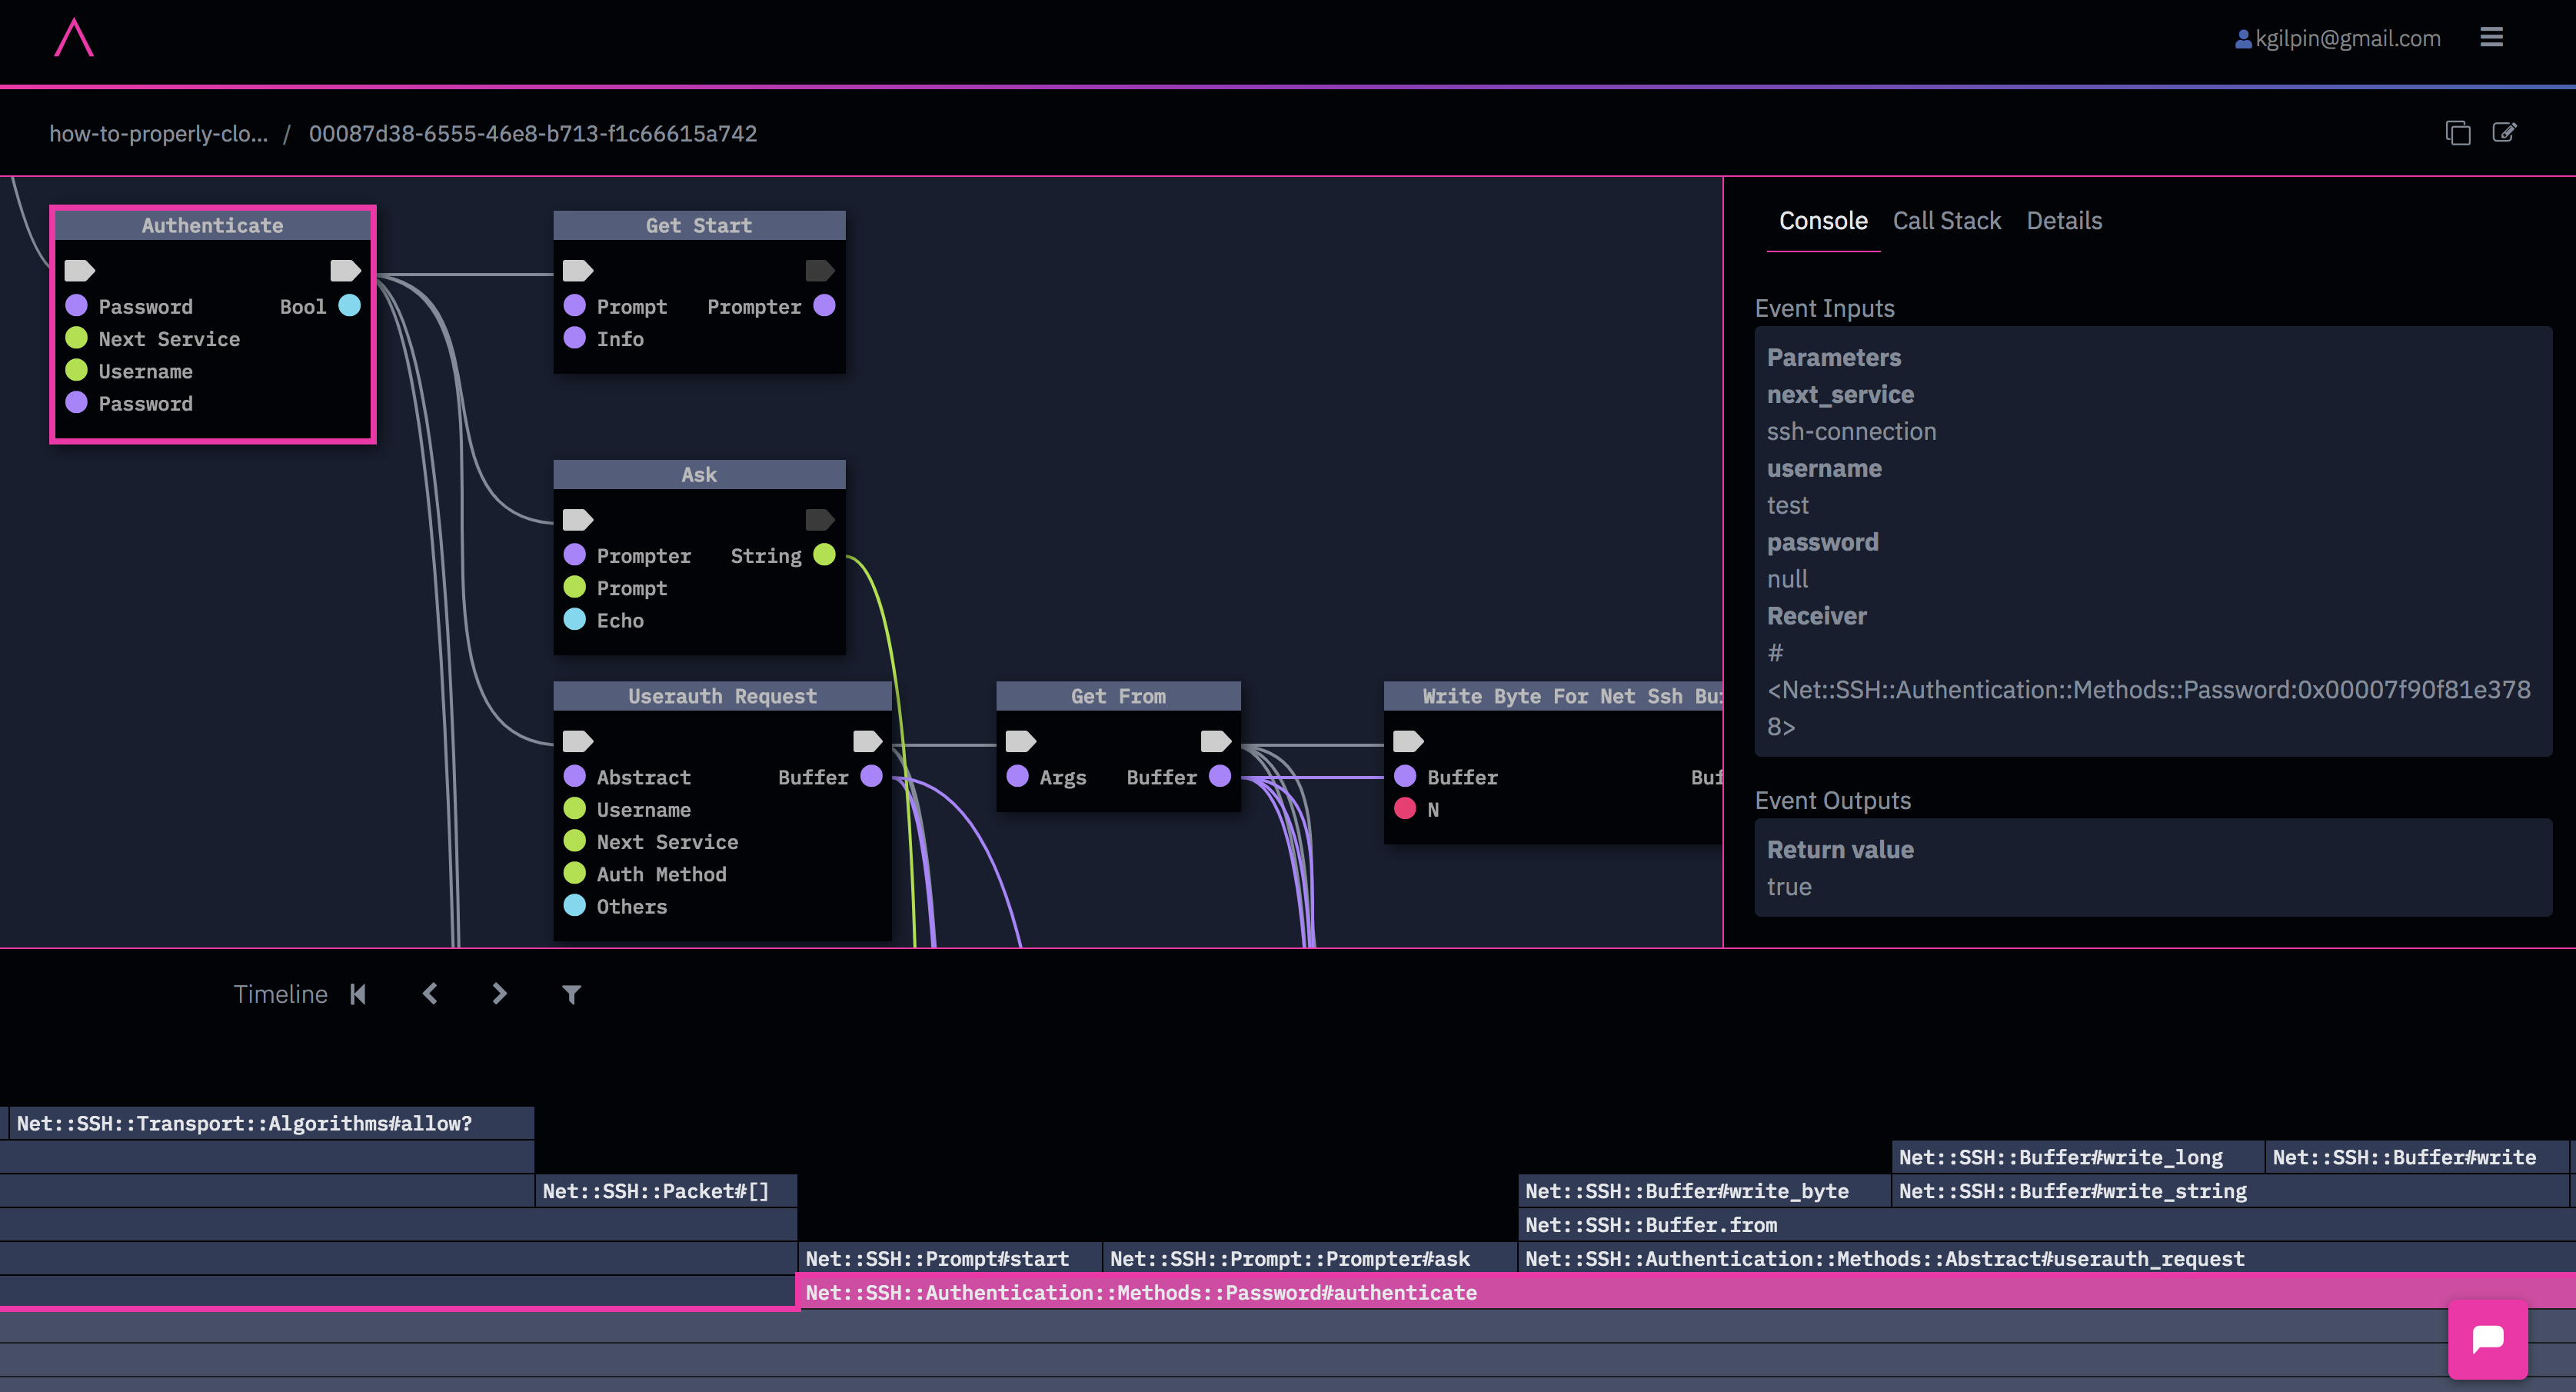 kgilpin@gmail.com
how-to-properly-clo... / 00087d38-6555-46e8-b713-f1c66615a742
Authenticate
Password Bool
Next Service
Username
Password
Get Start
Prompt Prompter
Info
Ask
Prompter String
Prompt
Echo
Userauth Request
Abstract Buffer
Username
Next Service
Auth Method
Others
Get From
Args Buffer
Write Byte For Net Ssh Bu
Buffer Buf
N
Console Call Stack Details
Event Inputs
Parameters
next_service
ssh-connection
username
test
password
null
Receiver
#
<Net::SSH::Authentication::Methods::Password:0x00007f90f81e378
8>
Event Outputs
Return value
true
Timeline
Net::SSH::Transport::Algorithms#allow?
Net::SSH::Buffer#write_long Net::SSH::Buffer#write
Net::SSH::Packet#[] Net::SSH::Buffer#write_byte Net::SSH::Buffer#write_string
Net::SSH::Buffer.from
Net::SSH::Prompt#start Net::SSH::Prompt::Prompter#ask Net::SSH::Authentication::Methods::Abstract#userauth_request
Net::SSH::Authentication::Methods::Password#authenticate